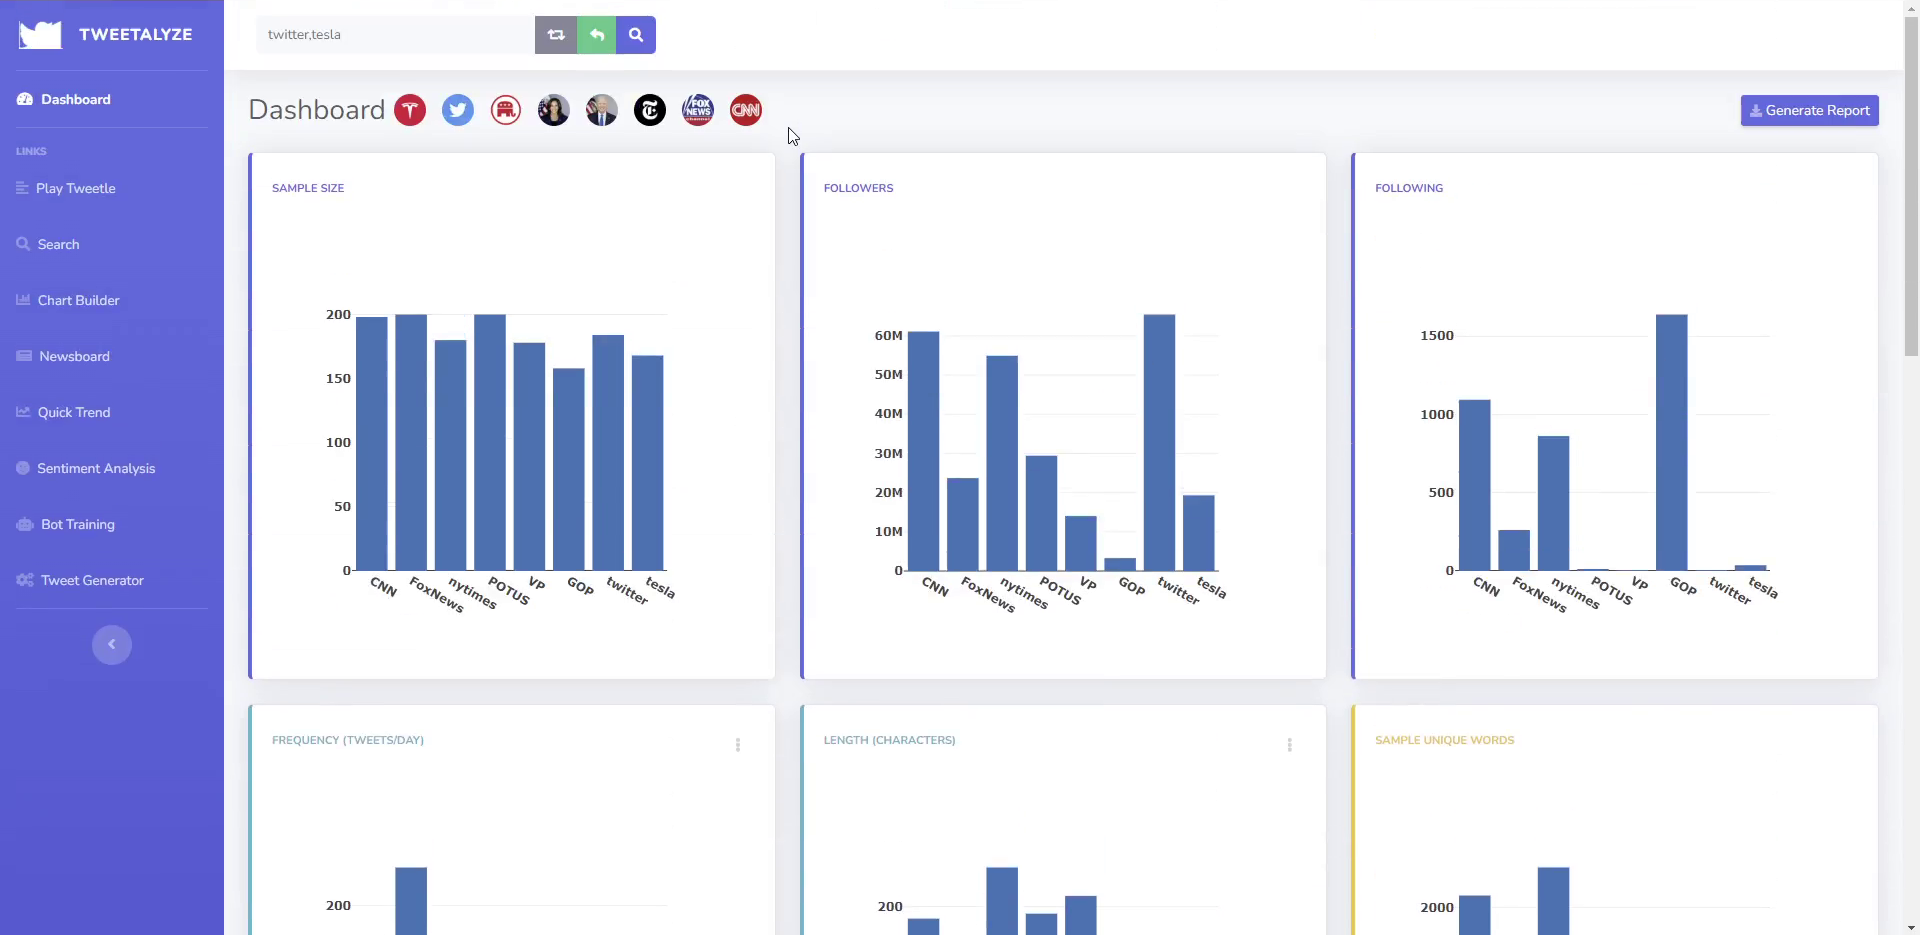 TWEETALYZE
twitter,tesla
Dashboard
LINKS
Play Tweetle
Search
Chart Builder
Newsboard
Quick Trend
Sentiment Analysis
Bot Training
Tweet Generator
Dashboard
FOX
NEWS
channel
CNN
Generate Report
SAMPLE SIZE
200
150
100
50
0
CNN
FoxNews
nytimes
POTUS
VP
GOP
twitter
tesla
FOLLOWERS
60M
50M
40M
30M
20M
10M
0
CNN
FoxNews
nytimes
POTUS
VP
GOP
twitter
tesla
FOLLOWING
1500
1000
500
0
CNN
FoxNews
nytimes
POTUS
VP
GOP
twitter
tesla
FREQUENCY (TWEETS/DAY)
200
LENGTH (CHARACTERS)
200
SAMPLE UNIQUE WORDS
2000